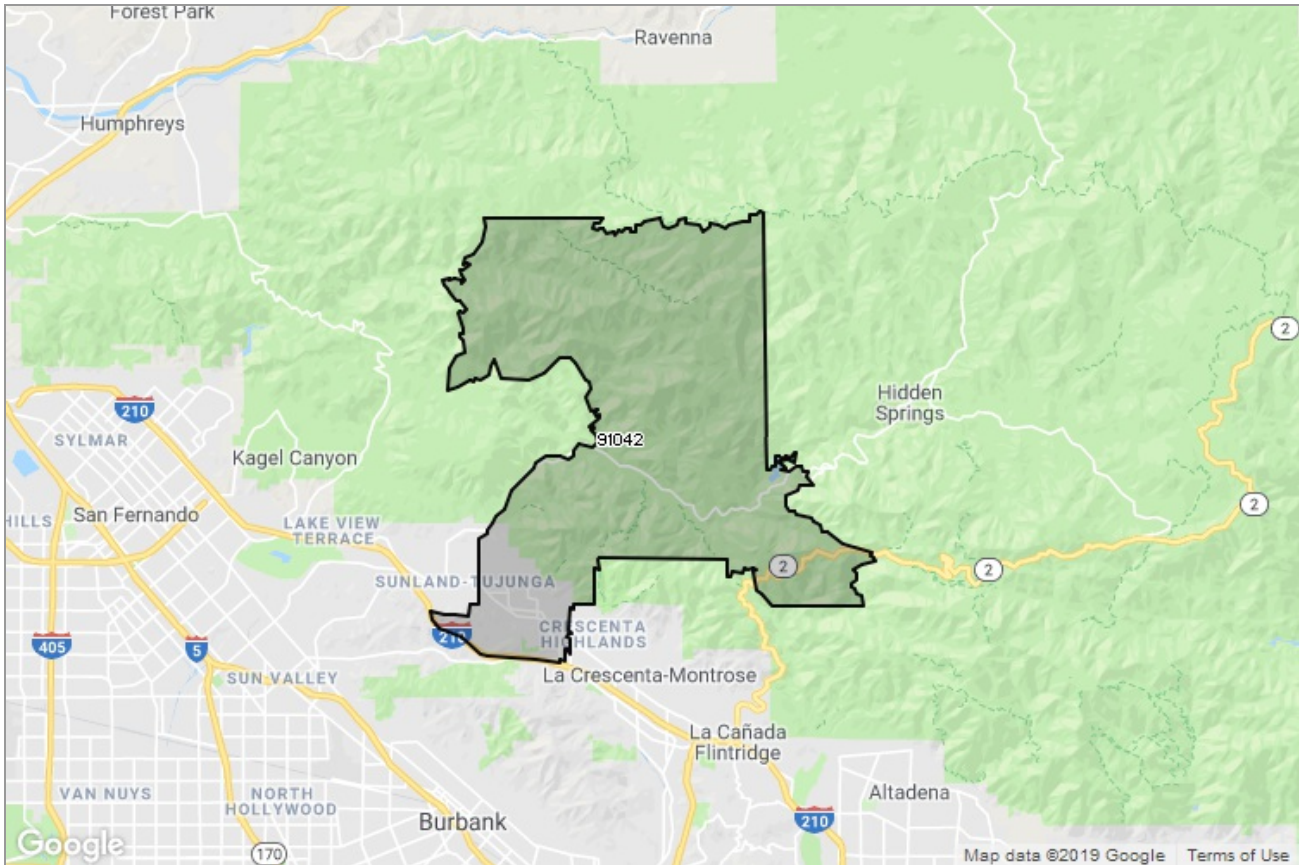 Forest Park
Ravenna
Humphreys
2
Hidden
Springs
210
SYLMAR
91042
Kagel Canyon
2
HILLS
San Fernando
LAKE VIEW
TERRACE
2
2
SUNLAND-TUJUNGA
210
CRESCENTA
HIGHLANDS
405
5
La Crescenta-Montrose
SUN VALLEY
La Cañada
Flintridge
VAN NUYS
NORTH
HOLLYWOOD
Altadena
Burbank
210
Google
170
Map data ©2019 Google
Terms of Use